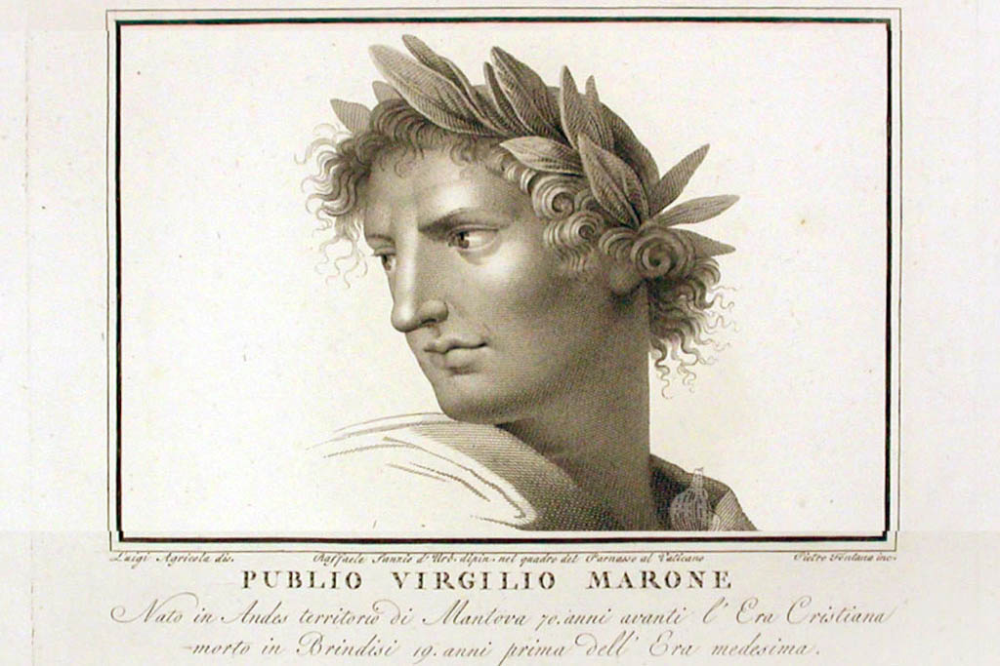 Luigi Agricola dis. Raffaele Sanzio d'Urb. dipin. nel quadro del Parnasso al Vaticano Pietro Fontana inc.
PUBLIO VIRGILIO MARONE
Nato in Andes territorio di Mantova 70. anni avanti l'Era Cristiana
morto in Brindisi 19. anni prima dell'Era medesima.